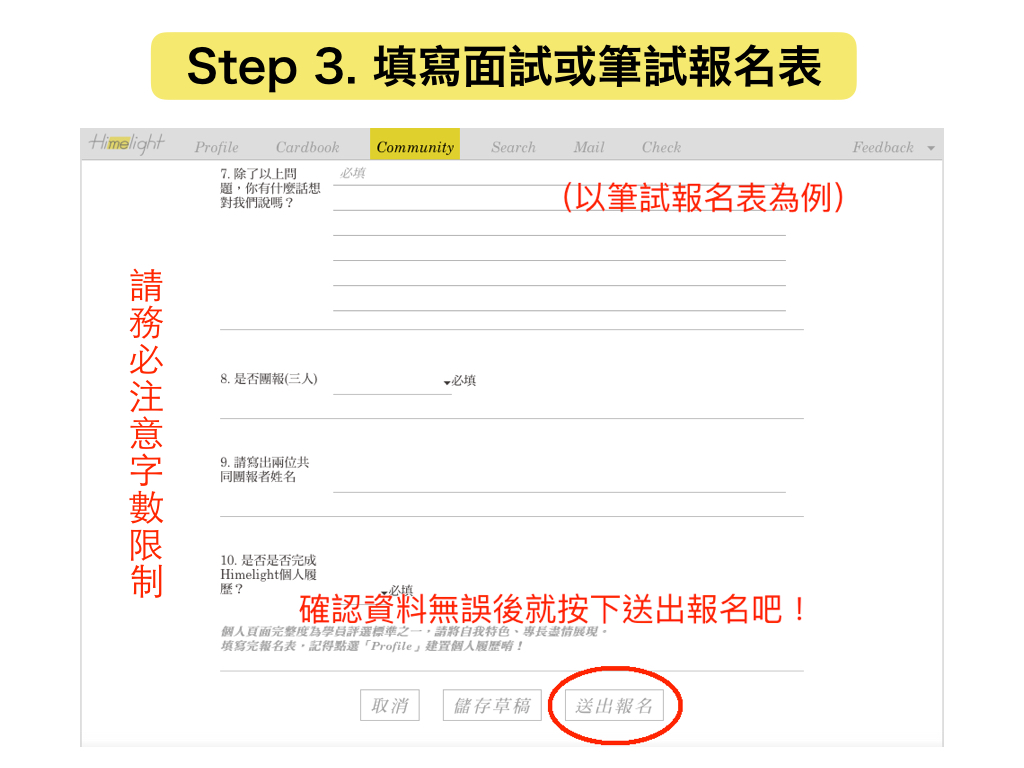 Step 3. 填寫面試或筆試報名表
Himelight
Profile
Cardbook
Community
Search
Mail
Check
Feedback
7. 除了以上問
題，你有什麼話想
對我們說嗎？
必填
（以筆試報名表為例）
請務必注意字數限制
8. 是否團報(三人)
必填
9. 請寫出兩位共
同團報者姓名
10. 是否是否完成
Himelight個人履
歷？
必填
確認資料無誤後就按下送出報名吧！
個人頁面完整度為學員評選標準之一，請將自我特色、專長盡情展現。
填寫完報名表，記得點選「Profile」建置個人履歷唷！
取消
儲存草稿
送出報名